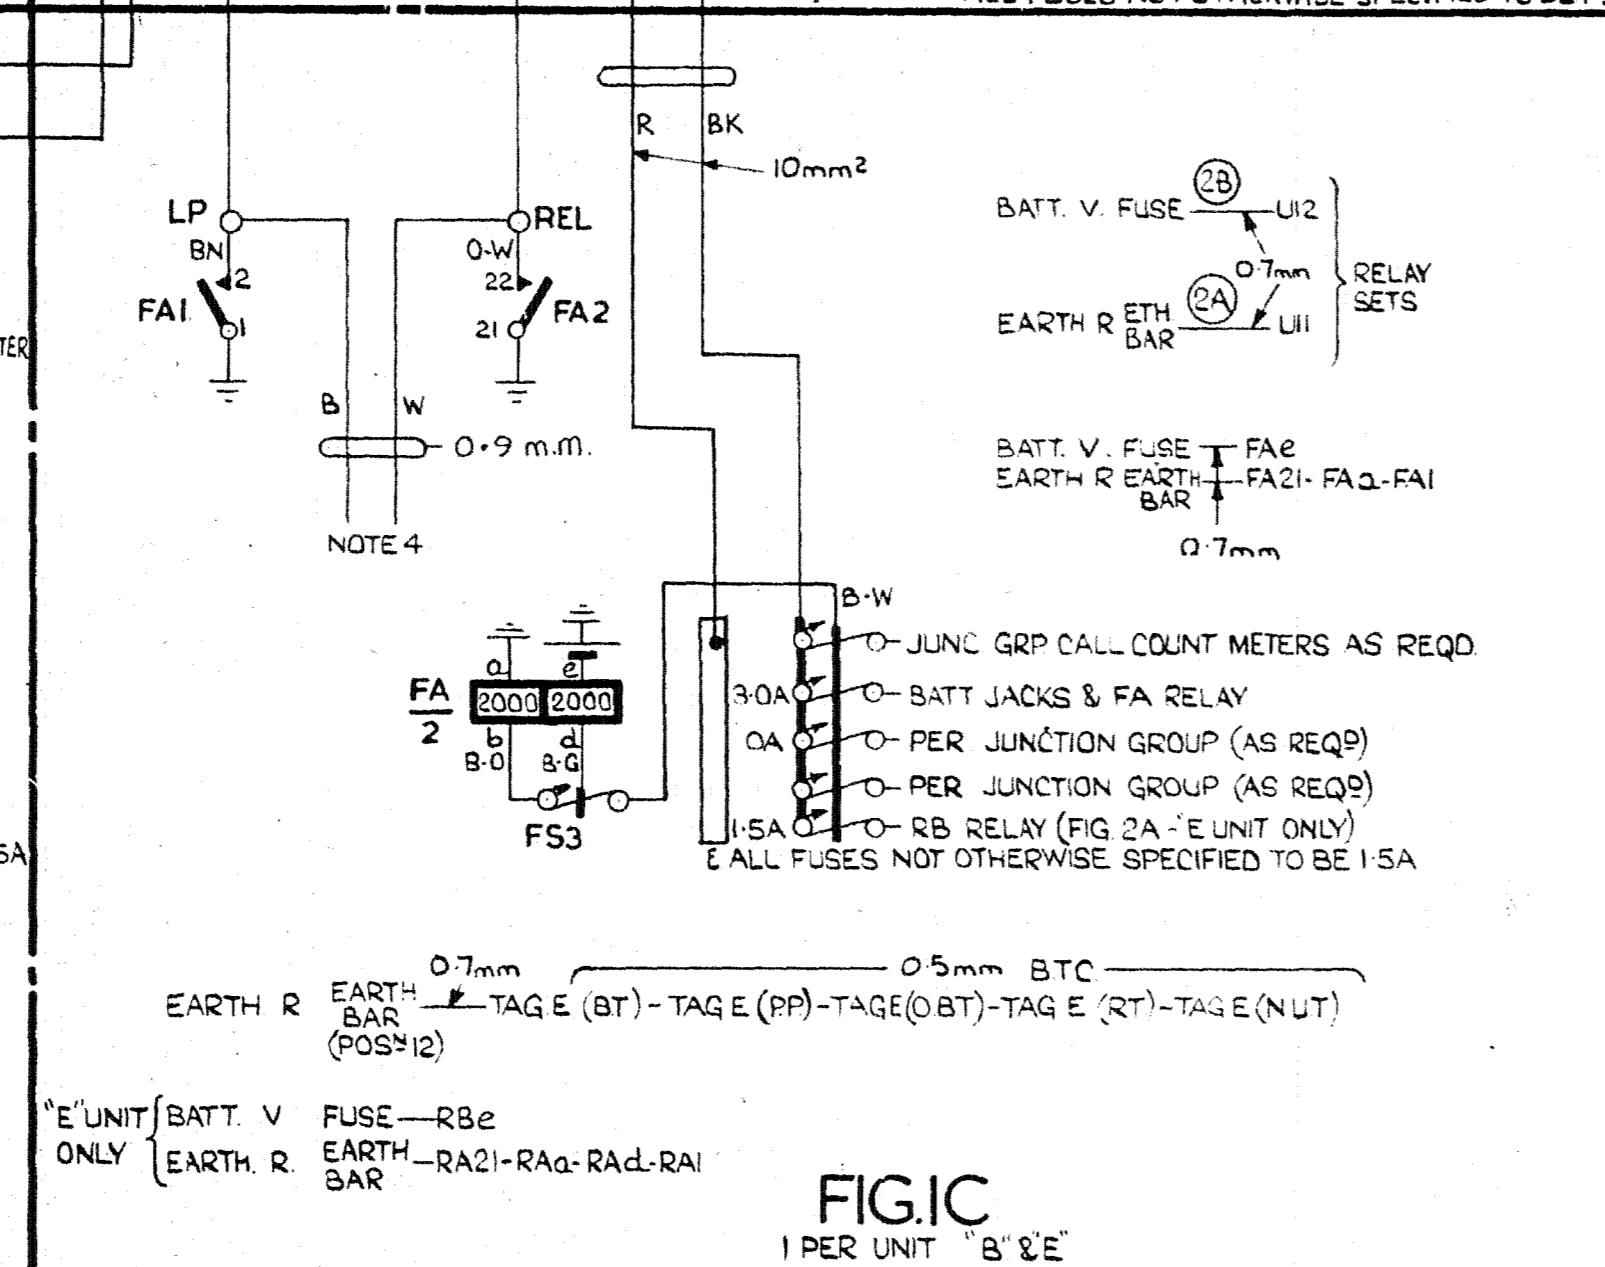 R
BK
10mm²
LP
REL
BN
O·W
2
22
FA1
FA2
1
21
B
W
0·9 m.m.
NOTE 4
BATT. V. FUSE 2B U12
0·7mm
EARTH R ETH BAR 2A U11
RELAY SETS
BATT. V. FUSE FAe
EARTH R EARTH BAR FA21-FAa-FA1
0·7mm
TER
5A
B·W
JUNC GRP CALL COUNT METERS AS REQD.
3·0A BATT JACKS & FA RELAY
0A PER JUNCTION GROUP (AS REQD)
PER JUNCTION GROUP (AS REQD)
1·5A RB RELAY (FIG. 2A - 'E UNIT ONLY)
E ALL FUSES NOT OTHERWISE SPECIFIED TO BE 1·5A
a
e
FA
2
2000
2000
b
d
B·O
B·G
FS3
0·7mm
0·5mm BTC
EARTH R EARTH BAR (POSN 12) TAG.E (BT)-TAG E (PP)-TAGE(O.BT)-TAG E (RT)-TAG E (NUT)
"E" UNIT ONLY
BATT. V FUSE—RBe
EARTH. R. EARTH BAR —RA21-RAa-RAd-RA1
FIG.1C
1 PER UNIT "B" & "E"